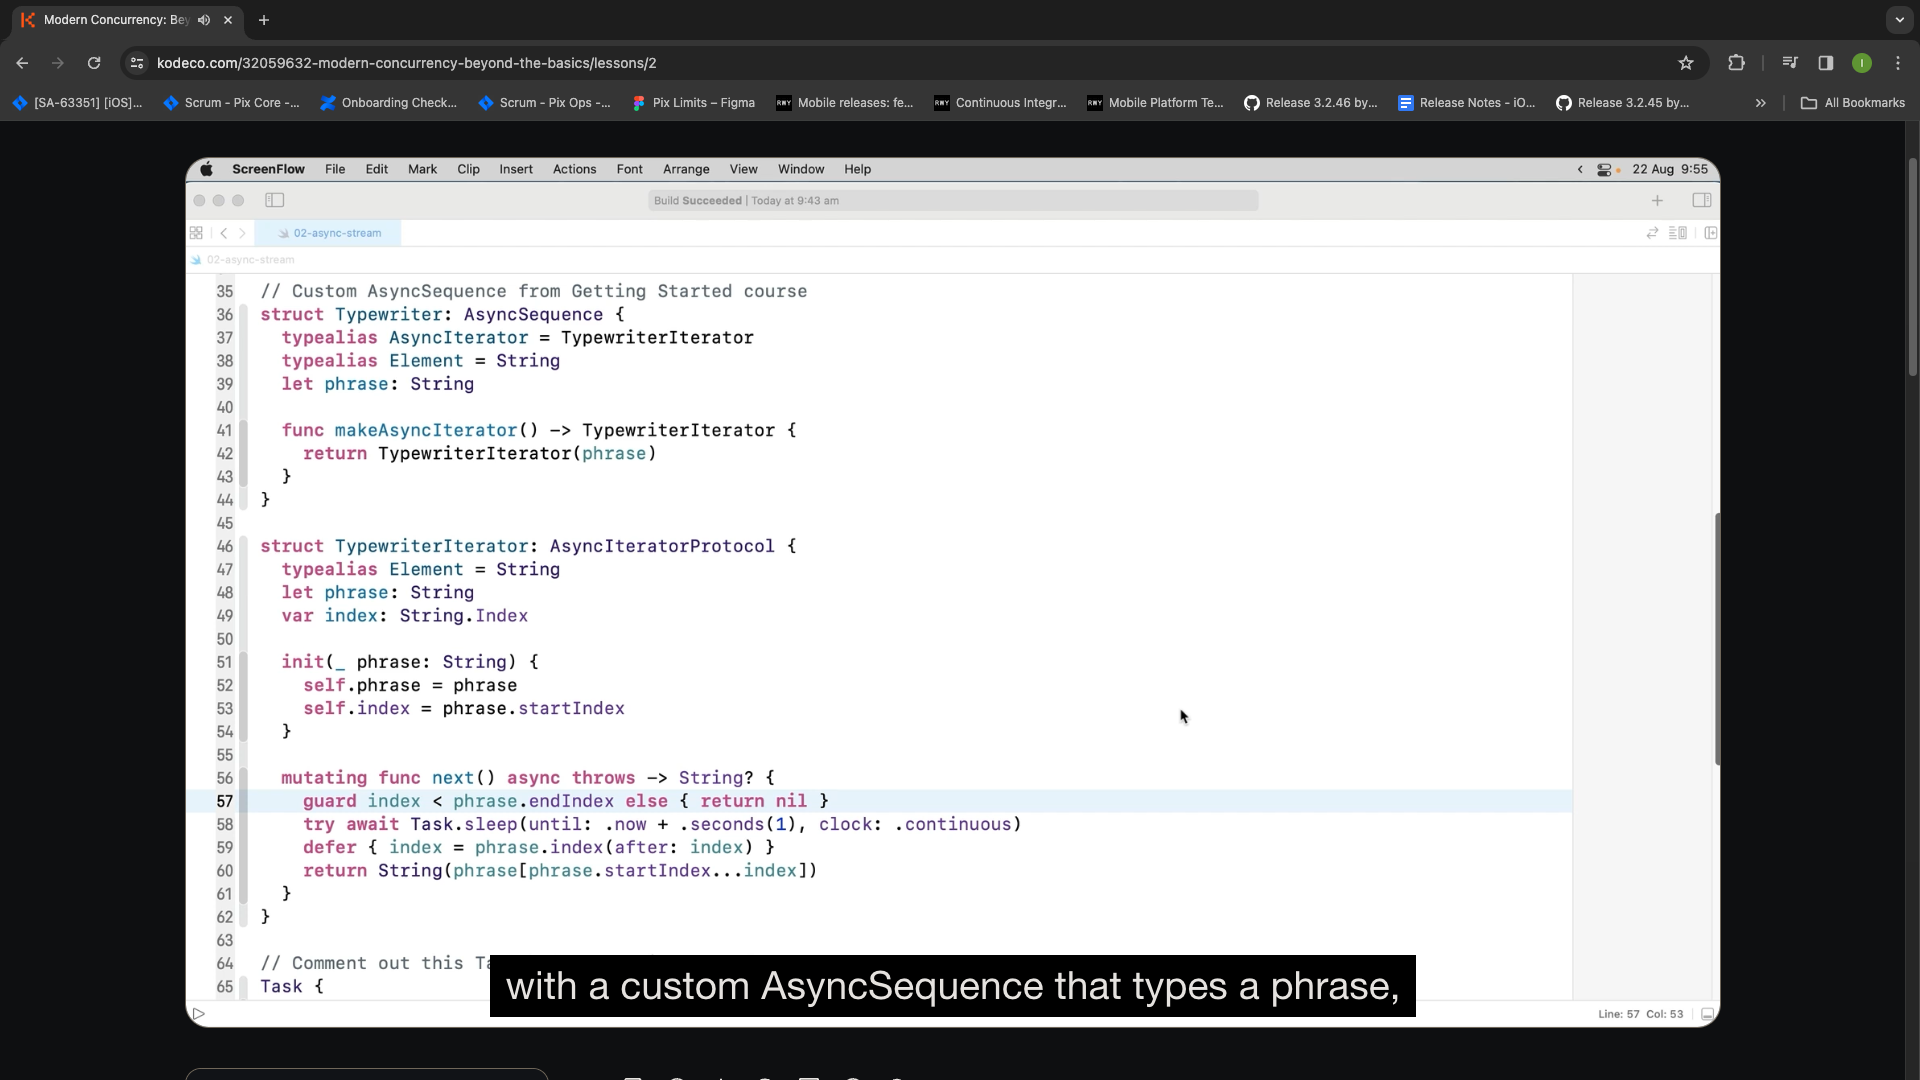 Modern Concurrency: Bey
kodeco.com/32059632-modern-concurrency-beyond-the-basics/lessons/2
[SA-63351] [iOS]...
Scrum - Pix Core -...
Onboarding Check...
Scrum - Pix Ops -...
Pix Limits – Figma
RWY Mobile releases: fe...
RWY Continuous Integr...
RWY Mobile Platform Te...
Release 3.2.46 by...
Release Notes - iO...
Release 3.2.45 by...
»
All Bookmarks
ScreenFlow File Edit Mark Clip Insert Actions Font Arrange View Window Help 22 Aug 9:55
Build Succeeded | Today at 9:43 am
02-async-stream
02-async-stream
35 // Custom AsyncSequence from Getting Started course
36 struct Typewriter: AsyncSequence {
37 typealias AsyncIterator = TypewriterIterator
38 typealias Element = String
39 let phrase: String
40
41 func makeAsyncIterator() -> TypewriterIterator {
42 return TypewriterIterator(phrase)
43 }
44 }
45
46 struct TypewriterIterator: AsyncIteratorProtocol {
47 typealias Element = String
48 let phrase: String
49 var index: String.Index
50
51 init(_ phrase: String) {
52 self.phrase = phrase
53 self.index = phrase.startIndex
54 }
55
56 mutating func next() async throws -> String? {
57 guard index < phrase.endIndex else { return nil }
58 try await Task.sleep(until: .now + .seconds(1), clock: .continuous)
59 defer { index = phrase.index(after: index) }
60 return String(phrase[phrase.startIndex...index])
61 }
62 }
63
64 // Comment out this Ta
65 Task {
with a custom AsyncSequence that types a phrase,
Line: 57 Col: 53